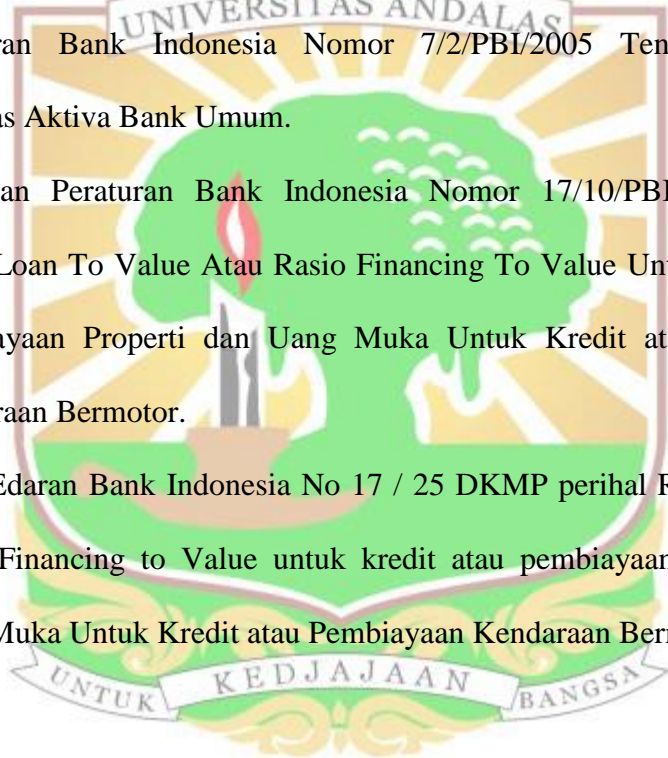 UNIVERSITAS ANDALAS
ran Bank Indonesia Nomor 7/2/PBI/2005 Ten
as Aktiva Bank Umum.
an Peraturan Bank Indonesia Nomor 17/10/PBI
Loan To Value Atau Rasio Financing To Value Un
ayaan Properti dan Uang Muka Untuk Kredit at
raan Bermotor.
Edaran Bank Indonesia No 17 / 25 DKMP perihal R
Financing to Value untuk kredit atau pembiayaan
Muka Untuk Kredit atau Pembiayaan Kendaraan Ber
UNTUK KEDJAJAAN BANGSA